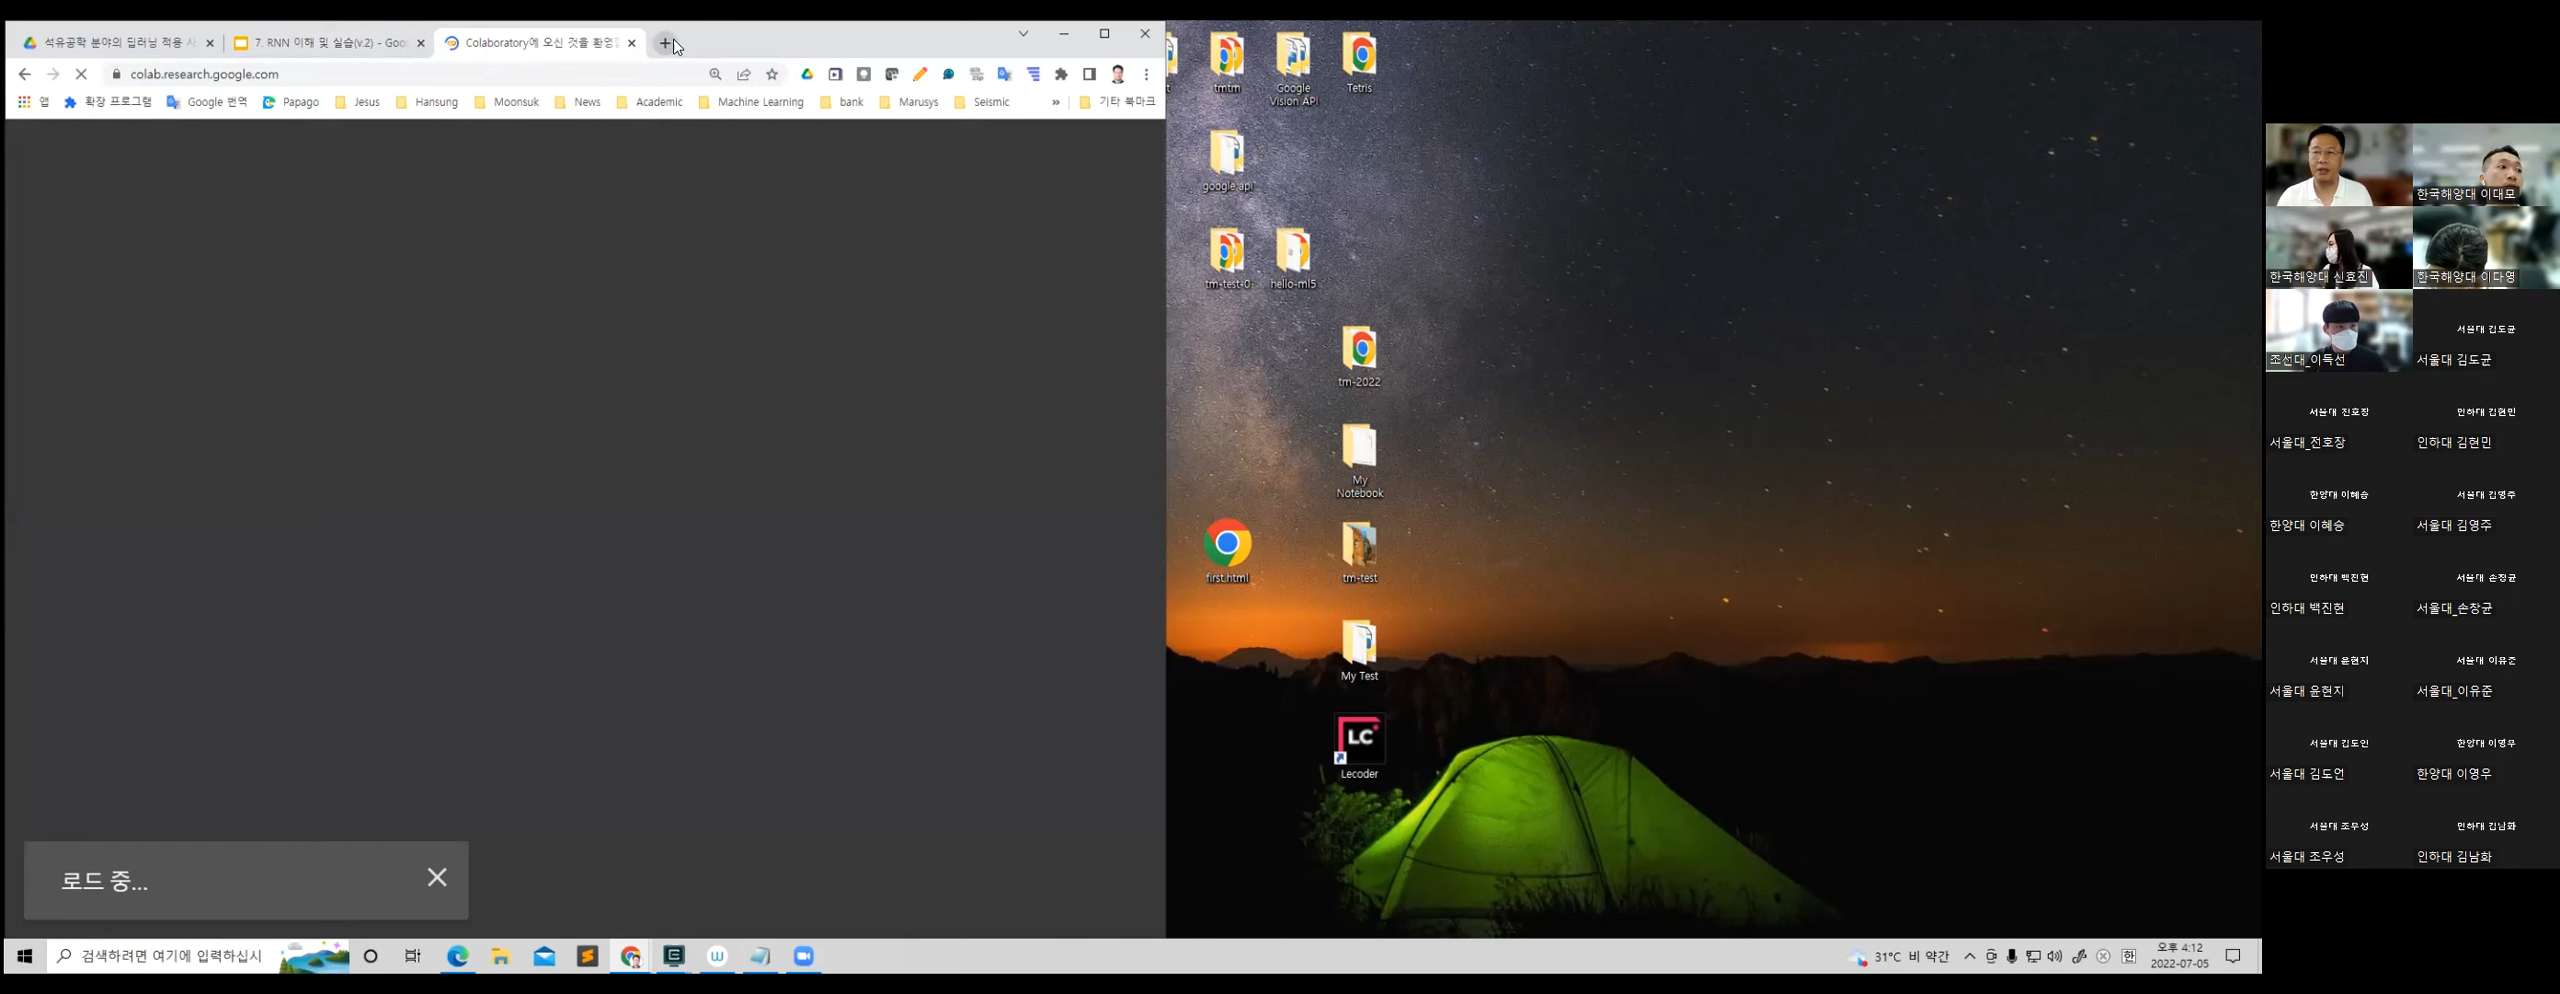 석유공학 분야의 딥러닝 적용 사
7. RNN 이해 및 실습(v.2) - Goo
Colaboratory에 오신 것을 환영
colab.research.google.com
앱
확장 프로그램
Google 번역
Papago
Jesus
Hansung
Moonsuk
News
Academic
Machine Learning
bank
Marusys
Seismic
»
기타 북마크
로드 중...
tmtm
Google
Vision API
Tetris
google api
tm-test-0
hello-ml5
tm-2022
My
Notebook
first.html
tm-test
My Test
LC
Lecoder
한국해양대 이대모
한국해양대 신효진
한국해양대 이다영
조선대_이득선
서울대 김도균
서울대 김도균
서울대 전호장
서울대_전호장
인하대 김현민
인하대 김현민
한양대 이혜승
한양대 이혜승
서울대 김영주
서울대 김영주
인하대 백진현
인하대 백진현
서울대 손창균
서울대_손창균
서울대 윤현지
서울대 윤현지
서울대 이유준
서울대_이유준
서울대 김도언
서울대 김도언
한양대 이영우
한양대 이영우
서울대 조우성
서울대 조우성
인하대 김남화
인하대 김남화
검색하려면 여기에 입력하십시
31°C 비 약간
한
오후 4:12
2022-07-05